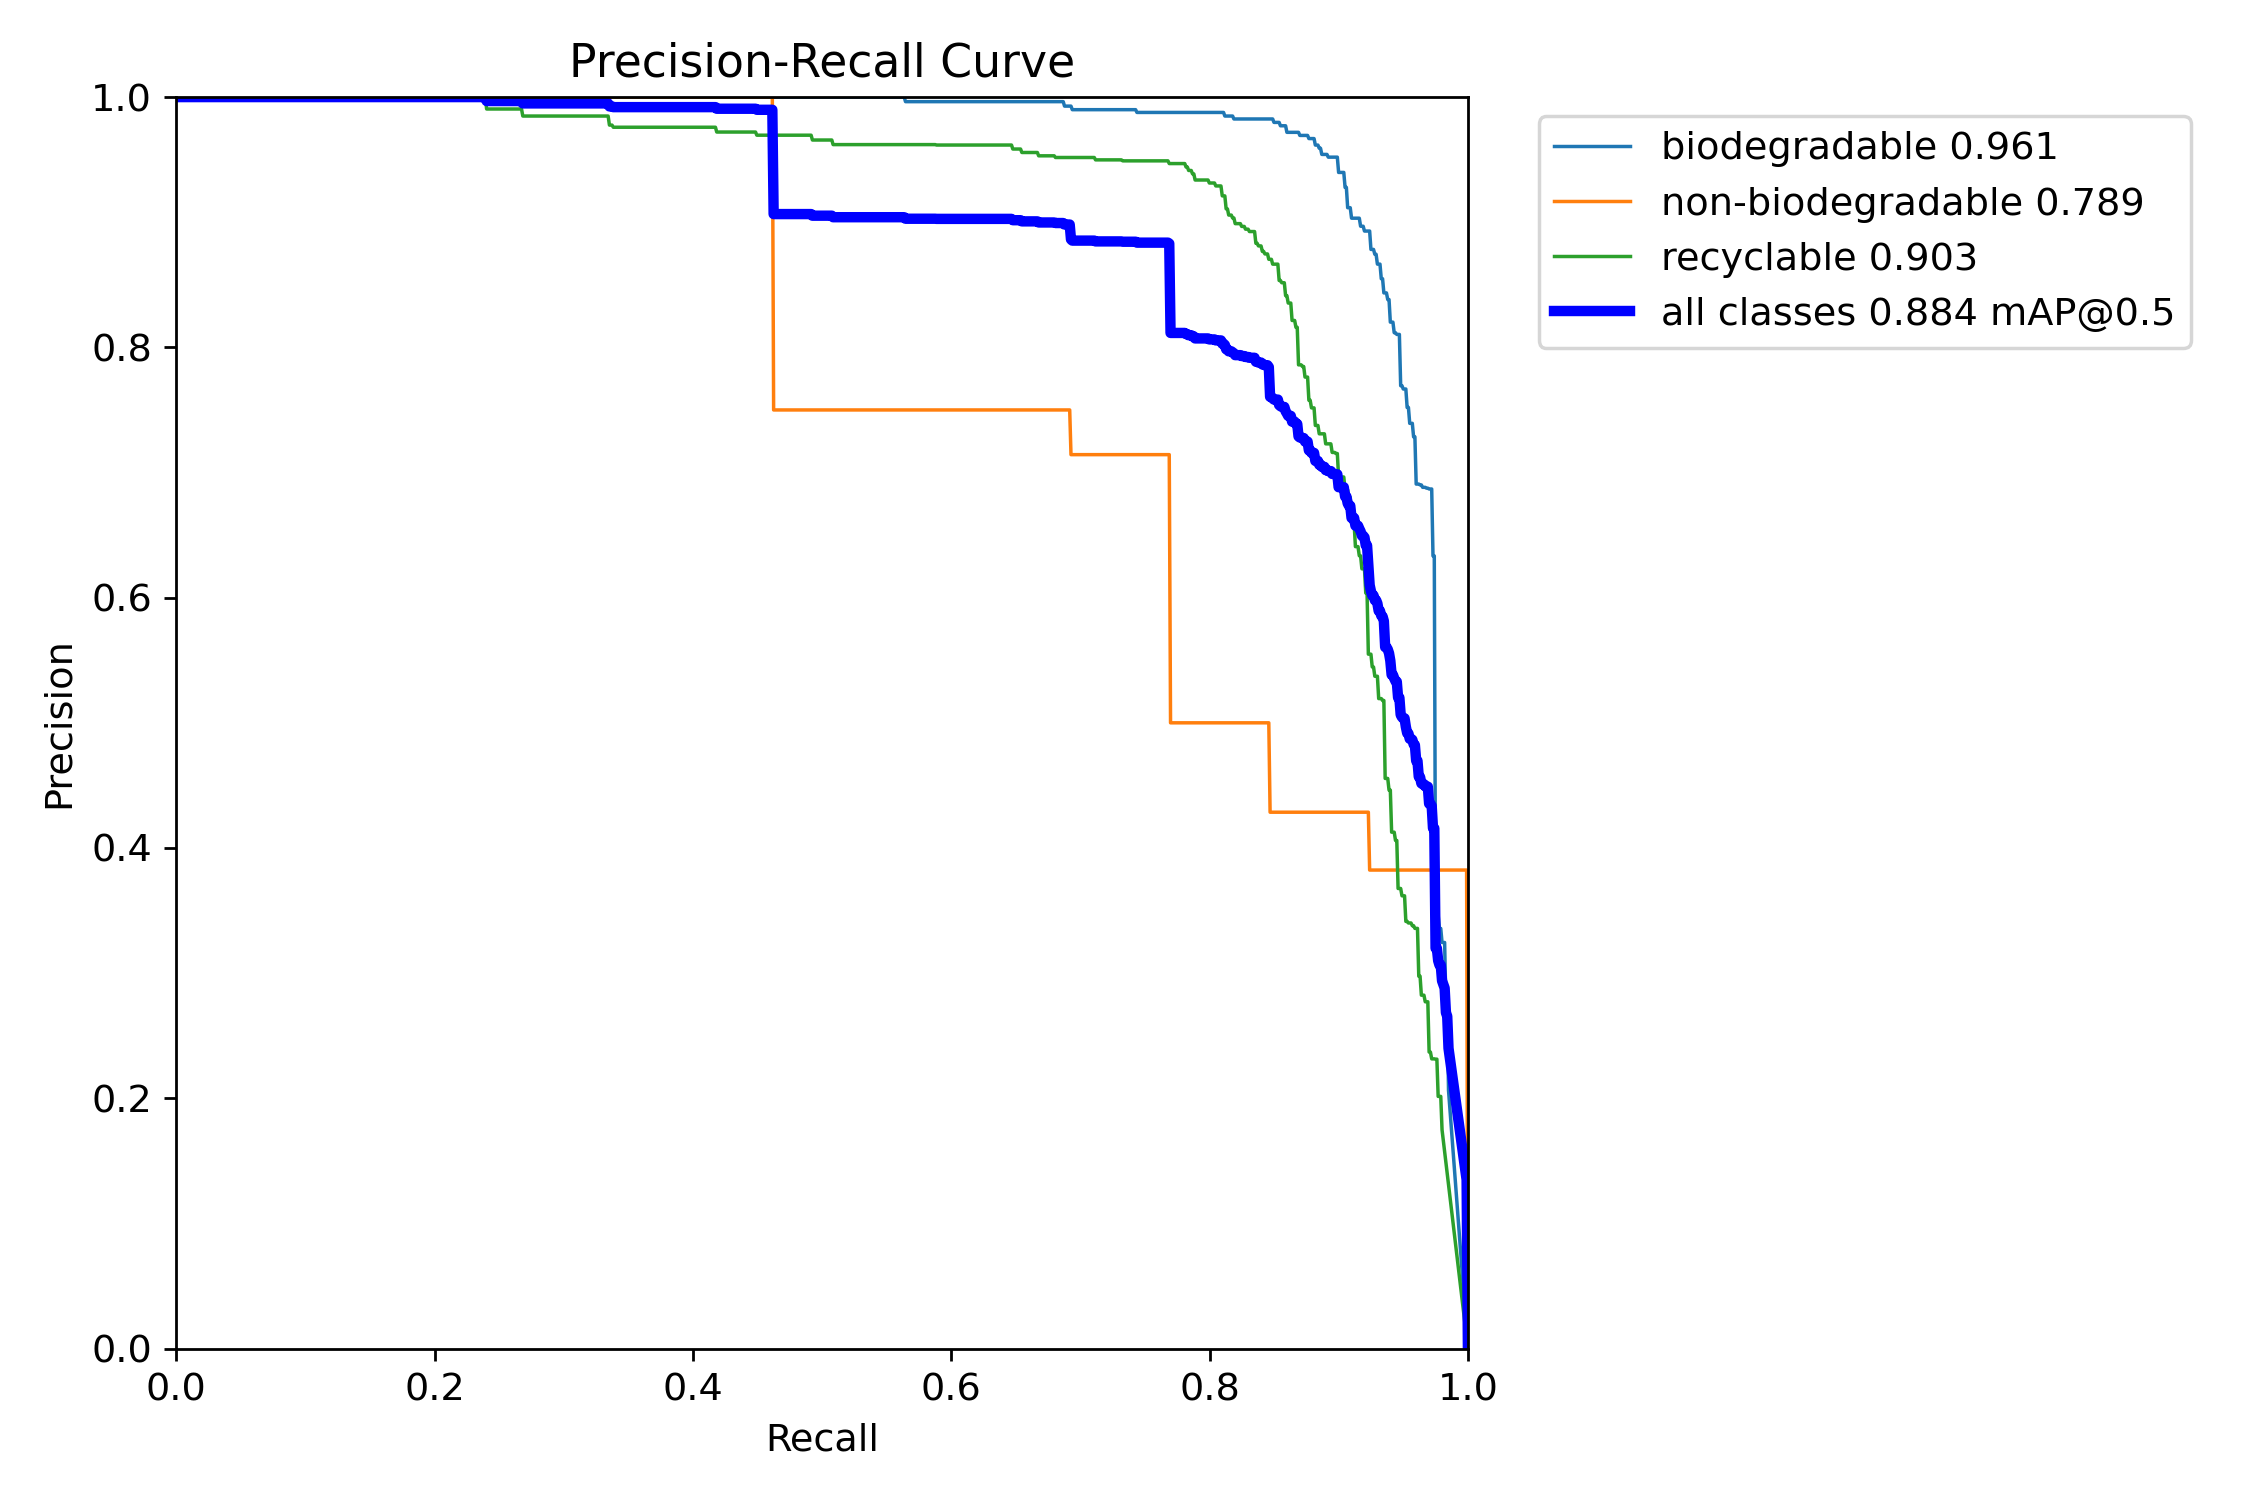 Precision-Recall Curve
1.0
0.8
0.6
0.4
0.2
0.0
Precision
0.0 0.2 0.4 0.6 0.8 1.0
Recall
biodegradable 0.961
non-biodegradable 0.789
recyclable 0.903
all classes 0.884 mAP@0.5